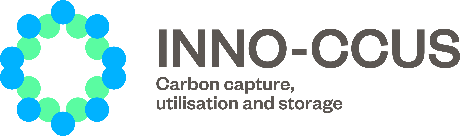 INNO-CCUS
Carbon capture,
utilisation and storage